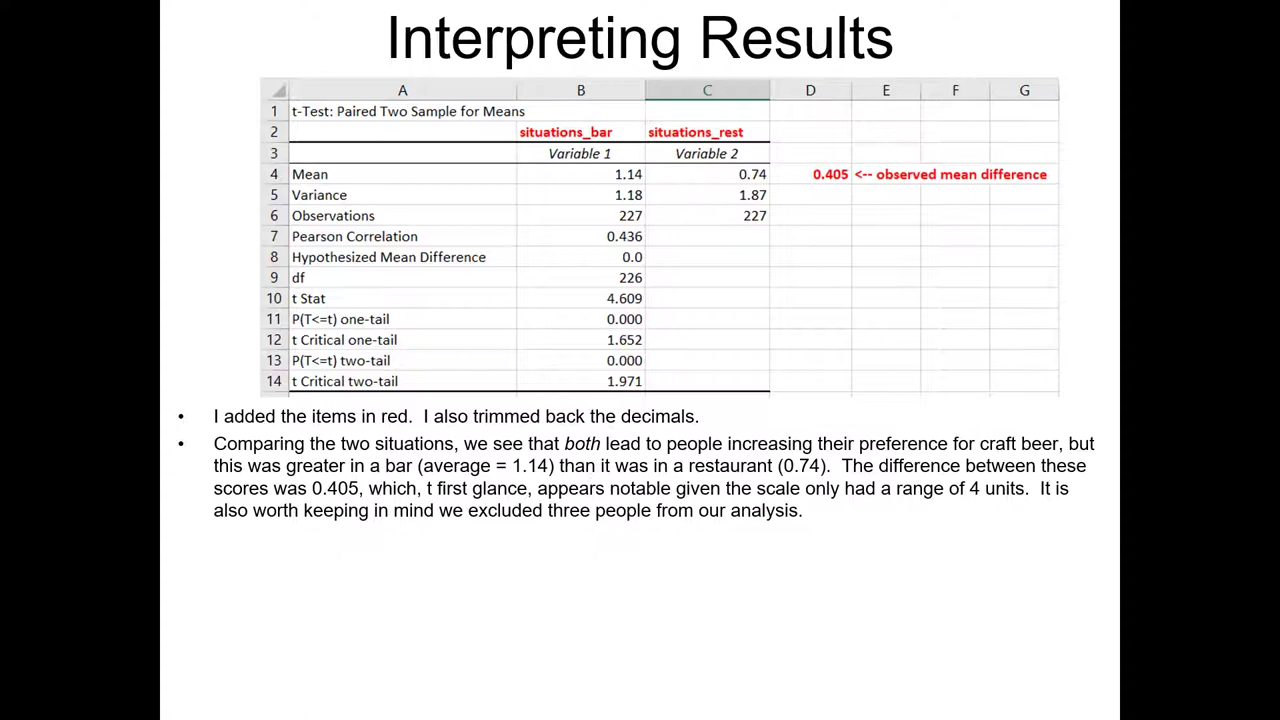 Interpreting Results
A B C D E F G
1 t-Test: Paired Two Sample for Means
2 situations_bar situations_rest
3 Variable 1 Variable 2
4 Mean 1.14 0.74 0.405 <-- observed mean difference
5 Variance 1.18 1.87
6 Observations 227 227
7 Pearson Correlation 0.436
8 Hypothesized Mean Difference 0.0
9 df 226
10 t Stat 4.609
11 P(T<=t) one-tail 0.000
12 t Critical one-tail 1.652
13 P(T<=t) two-tail 0.000
14 t Critical two-tail 1.971
• I added the items in red. I also trimmed back the decimals.
• Comparing the two situations, we see that both lead to people increasing their preference for craft beer, but
this was greater in a bar (average = 1.14) than it was in a restaurant (0.74). The difference between these
scores was 0.405, which, t first glance, appears notable given the scale only had a range of 4 units. It is
also worth keeping in mind we excluded three people from our analysis.